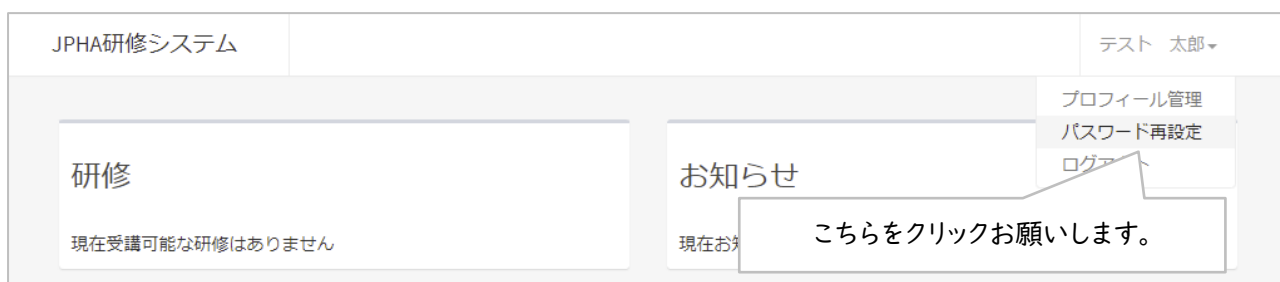 JPHA研修システム
テスト 太郎
プロフィール管理
パスワード再設定
研修
お知らせ
現在受講可能な研修はありません
現在お
こちらをクリックお願いします。